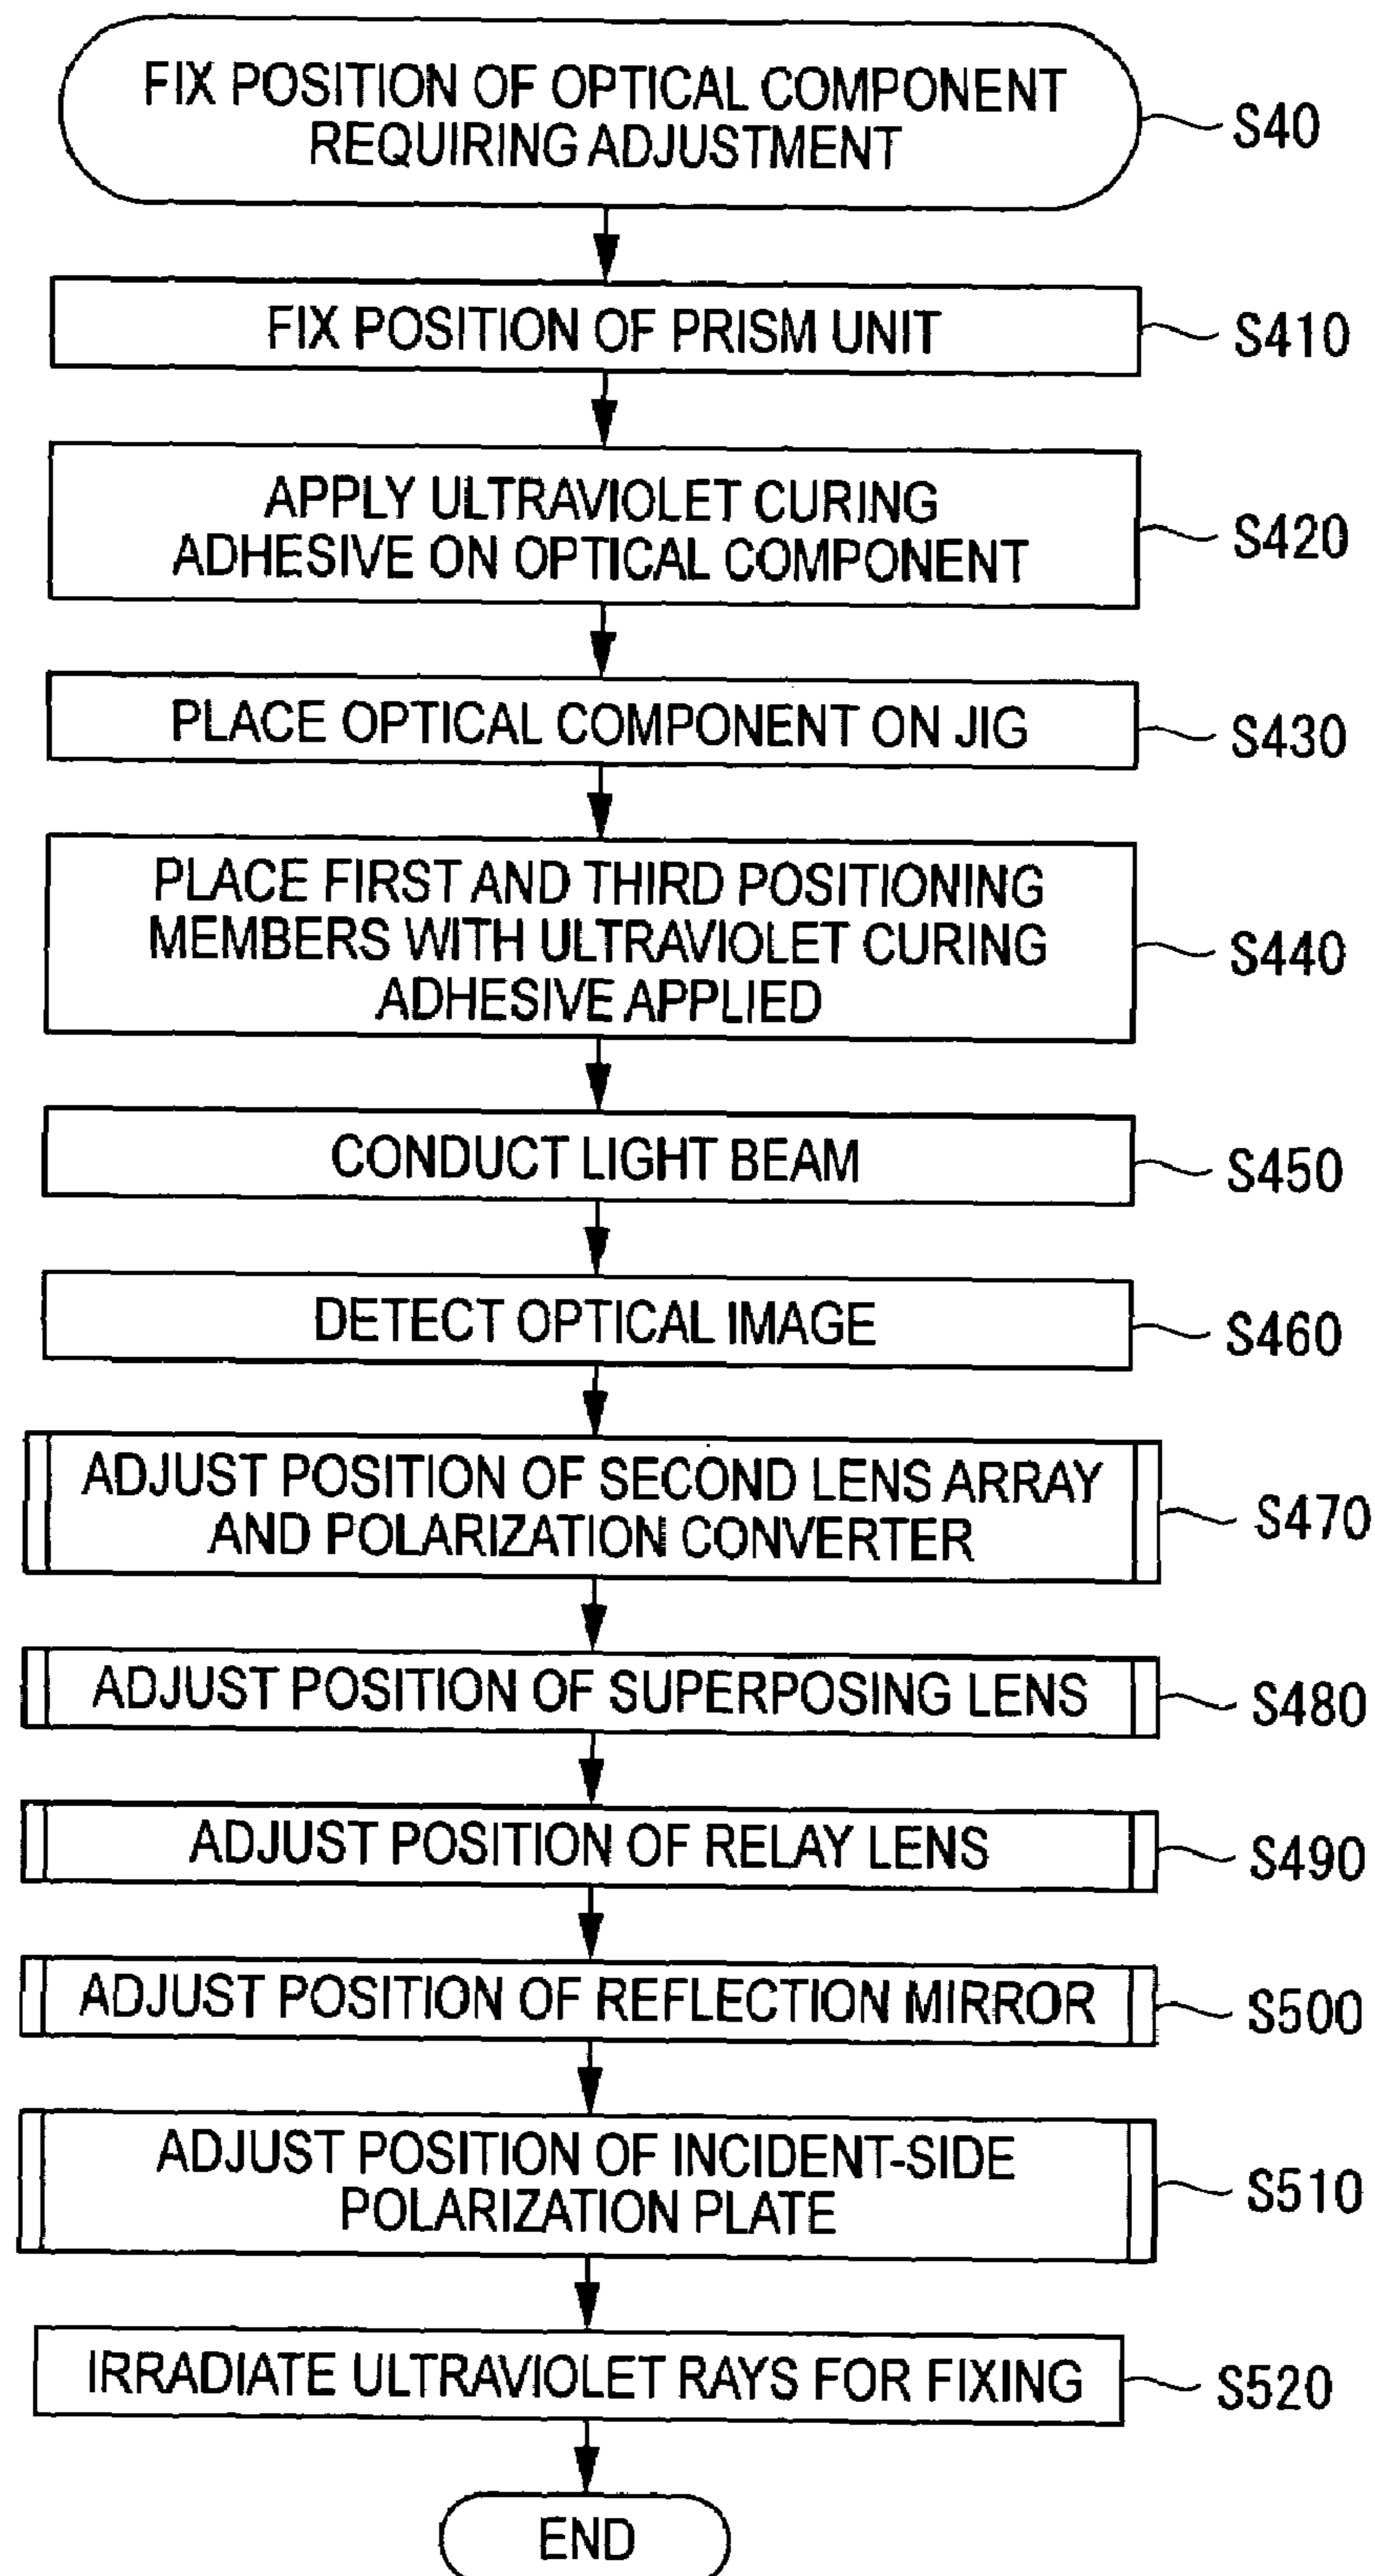 FIX POSITION OF OPTICAL COMPONENT
REQUIRING ADJUSTMENT
S40
FIX POSITION OF PRISM UNIT
S410
APPLY ULTRAVIOLET CURING
ADHESIVE ON OPTICAL COMPONENT
S420
PLACE OPTICAL COMPONENT ON JIG
S430
PLACE FIRST AND THIRD POSITIONING
MEMBERS WITH ULTRAVIOLET CURING
ADHESIVE APPLIED
S440
CONDUCT LIGHT BEAM
S450
DETECT OPTICAL IMAGE
S460
ADJUST POSITION OF SECOND LENS ARRAY
AND POLARIZATION CONVERTER
S470
ADJUST POSITION OF SUPERPOSING LENS
S480
ADJUST POSITION OF RELAY LENS
S490
ADJUST POSITION OF REFLECTION MIRROR
S500
ADJUST POSITION OF INCIDENT-SIDE
POLARIZATION PLATE
S510
IRRADIATE ULTRAVIOLET RAYS FOR FIXING
S520
END